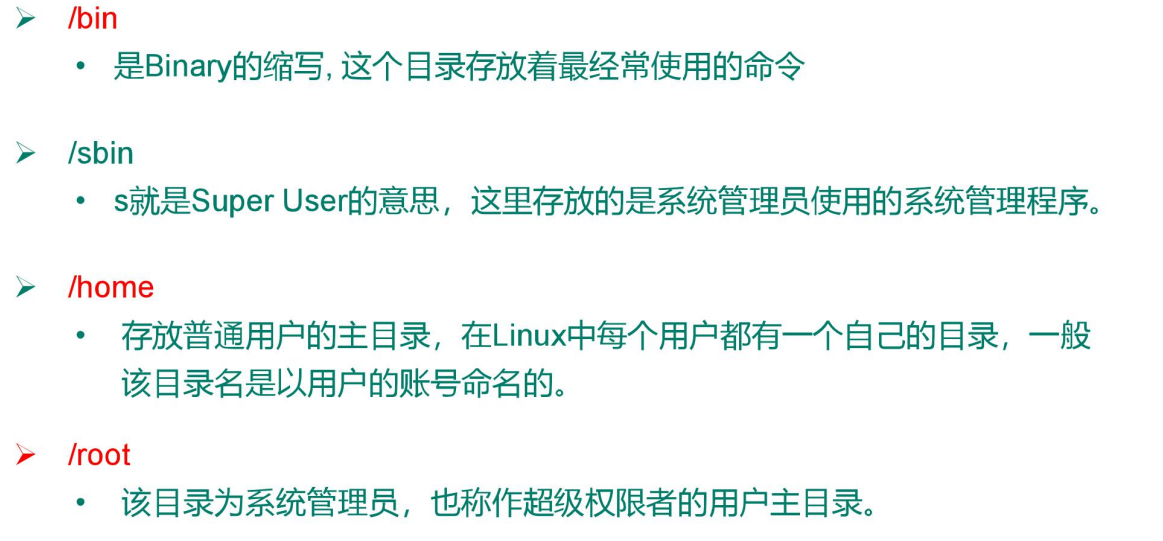 /bin
是Binary的缩写, 这个目录存放着最经常使用的命令
/sbin
s就是Super User的意思，这里存放的是系统管理员使用的系统管理程序。
/home
存放普通用户的主目录，在Linux中每个用户都有一个自己的目录，一般
该目录名是以用户的账号命名的。
/root
该目录为系统管理员，也称作超级权限者的用户主目录。